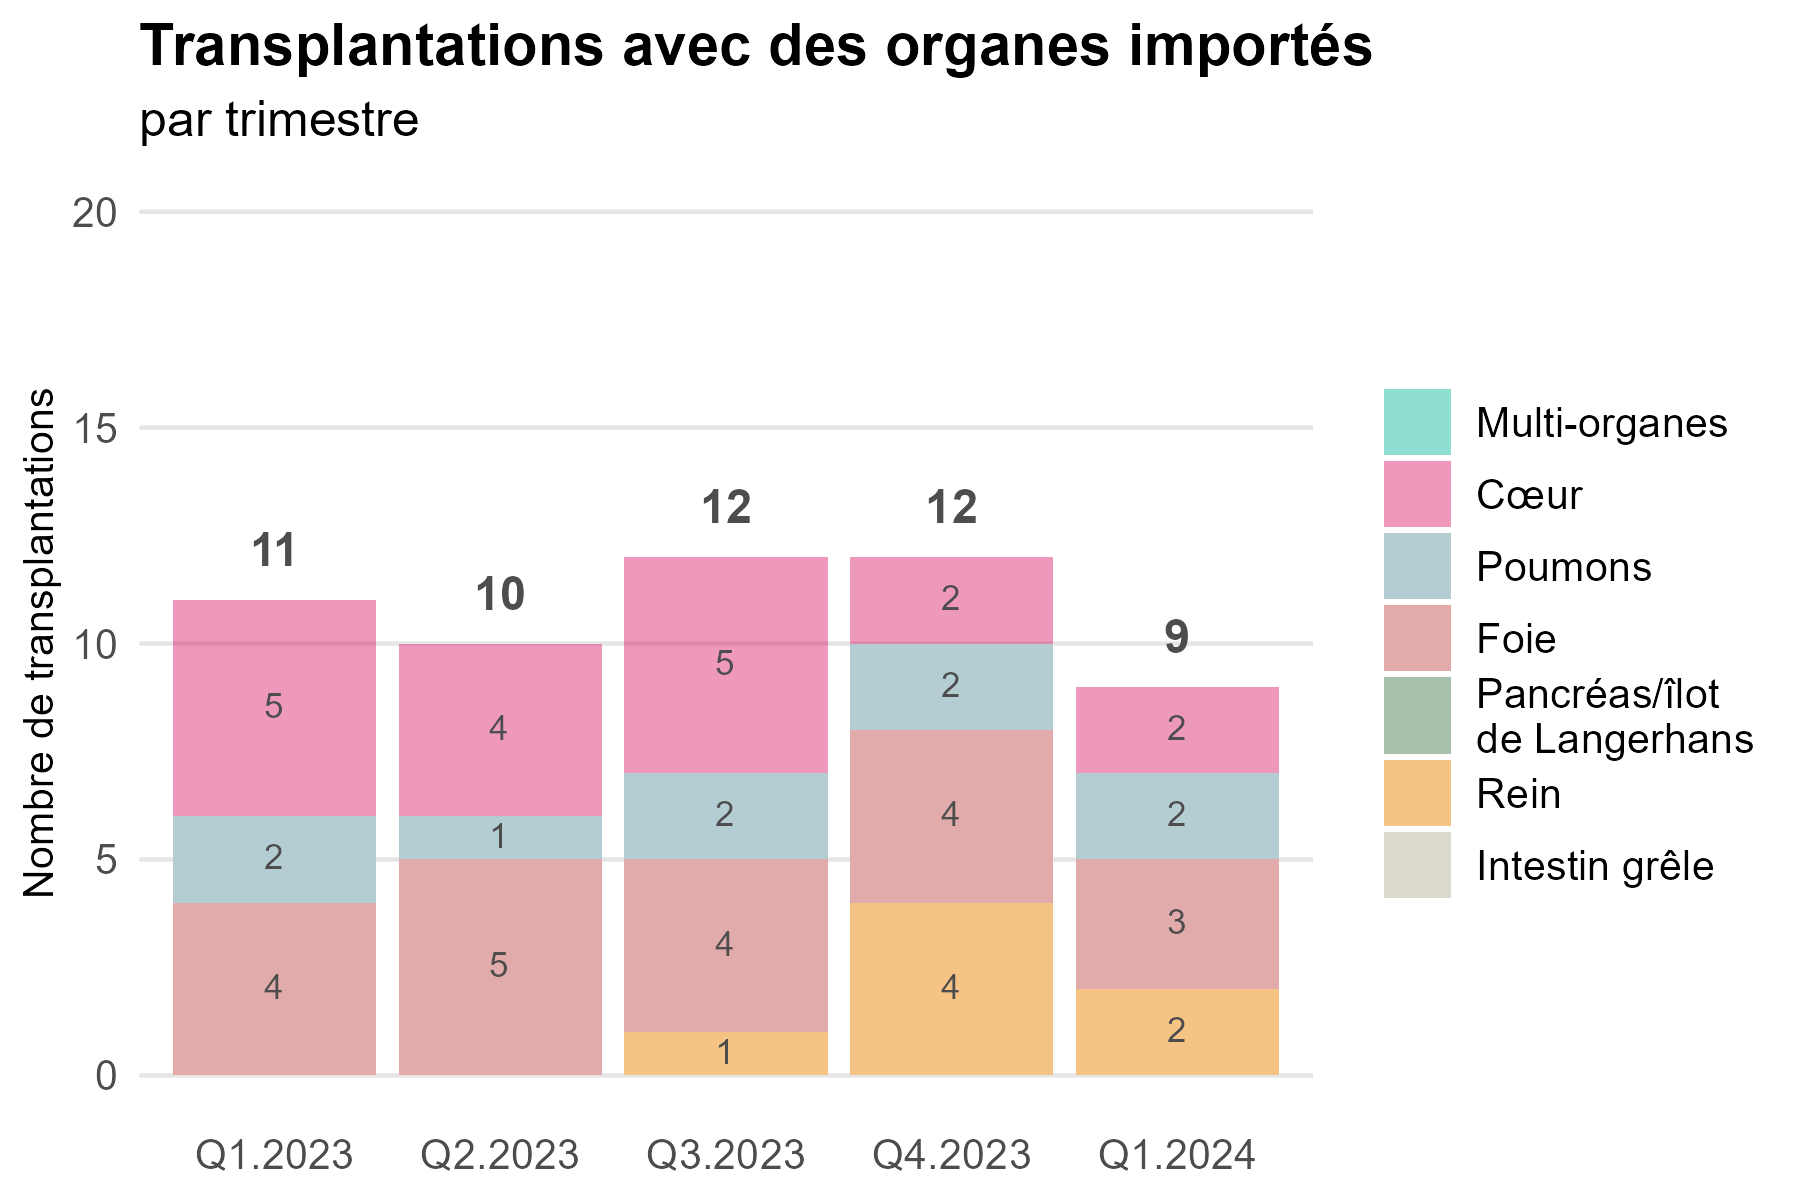 Transplantations avec des organes importés
par trimestre
Nombre de transplantations
20
15
10
5
0
11
5
2
4
10
4
1
5
12
5
2
4
1
12
2
2
4
4
9
2
2
3
2
Q1.2023
Q2.2023
Q3.2023
Q4.2023
Q1.2024
Multi-organes
Cœur
Poumons
Foie
Pancréas/îlot
de Langerhans
Rein
Intestin grêle